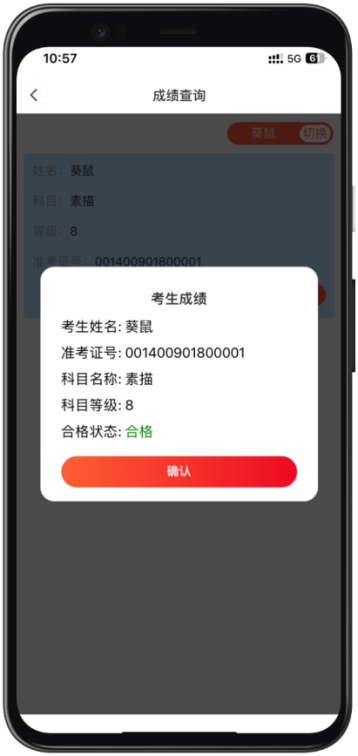 10:57
5G 61
成绩查询
葵鼠 切换
姓名：葵鼠
科目：素描
等级：8
准考证号：001400901800001
考生成绩
考生姓名: 葵鼠
准考证号: 001400901800001
科目名称: 素描
科目等级: 8
合格状态: 合格
确认